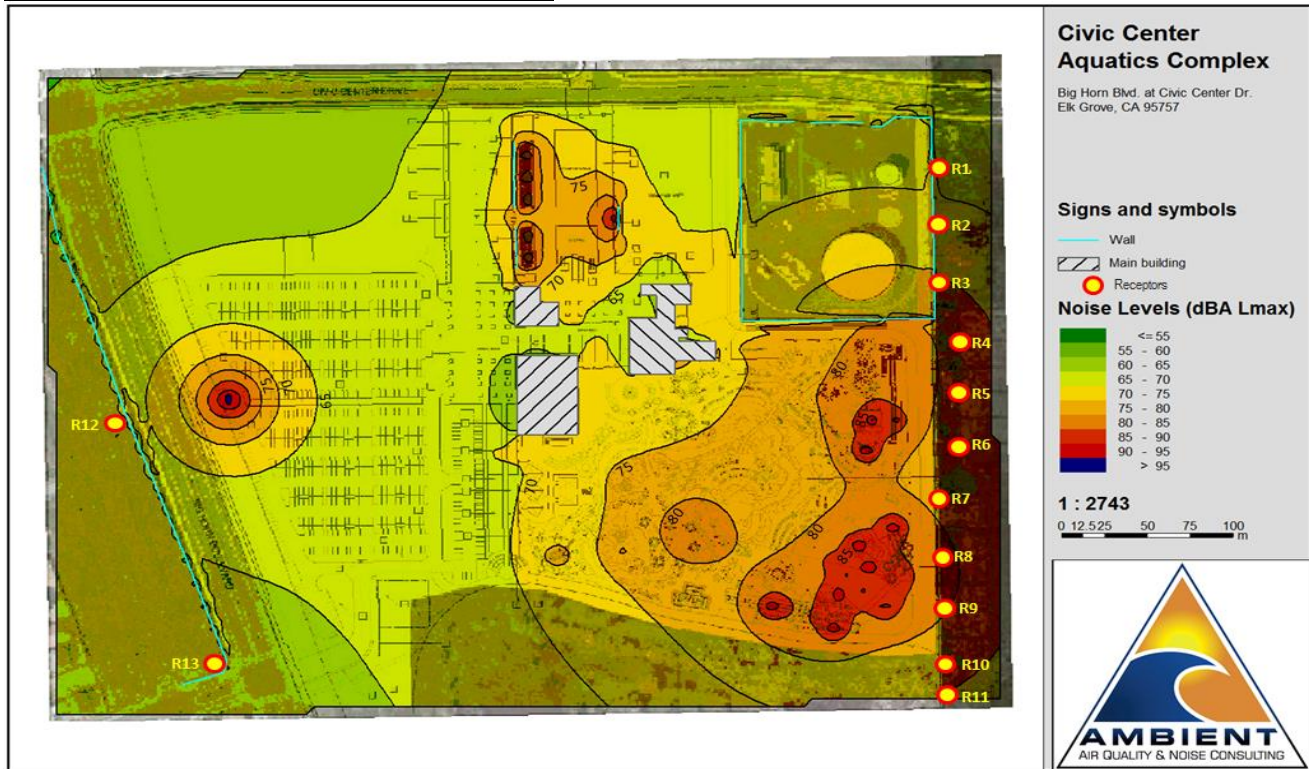 Civic Center
Aquatics Complex
Big Horn Blvd. at Civic Center Dr.
Elk Grove, CA 95757
Signs and symbols
Wall
Main building
Receptors
Noise Levels (dBA Lmax)
<= 55
55 - 60
60 - 65
65 - 70
70 - 75
75 - 80
80 - 85
85 - 90
90 - 95
> 95
1 : 2743
0 12.525 50 75 100
m
AMBIENT
AIR QUALITY & NOISE CONSULTING
R1
R2
R3
R4
R5
R6
R7
R8
R9
R10
R11
R12
R13
75
70
65
75
70
65
80
85
75
70
80
80
85